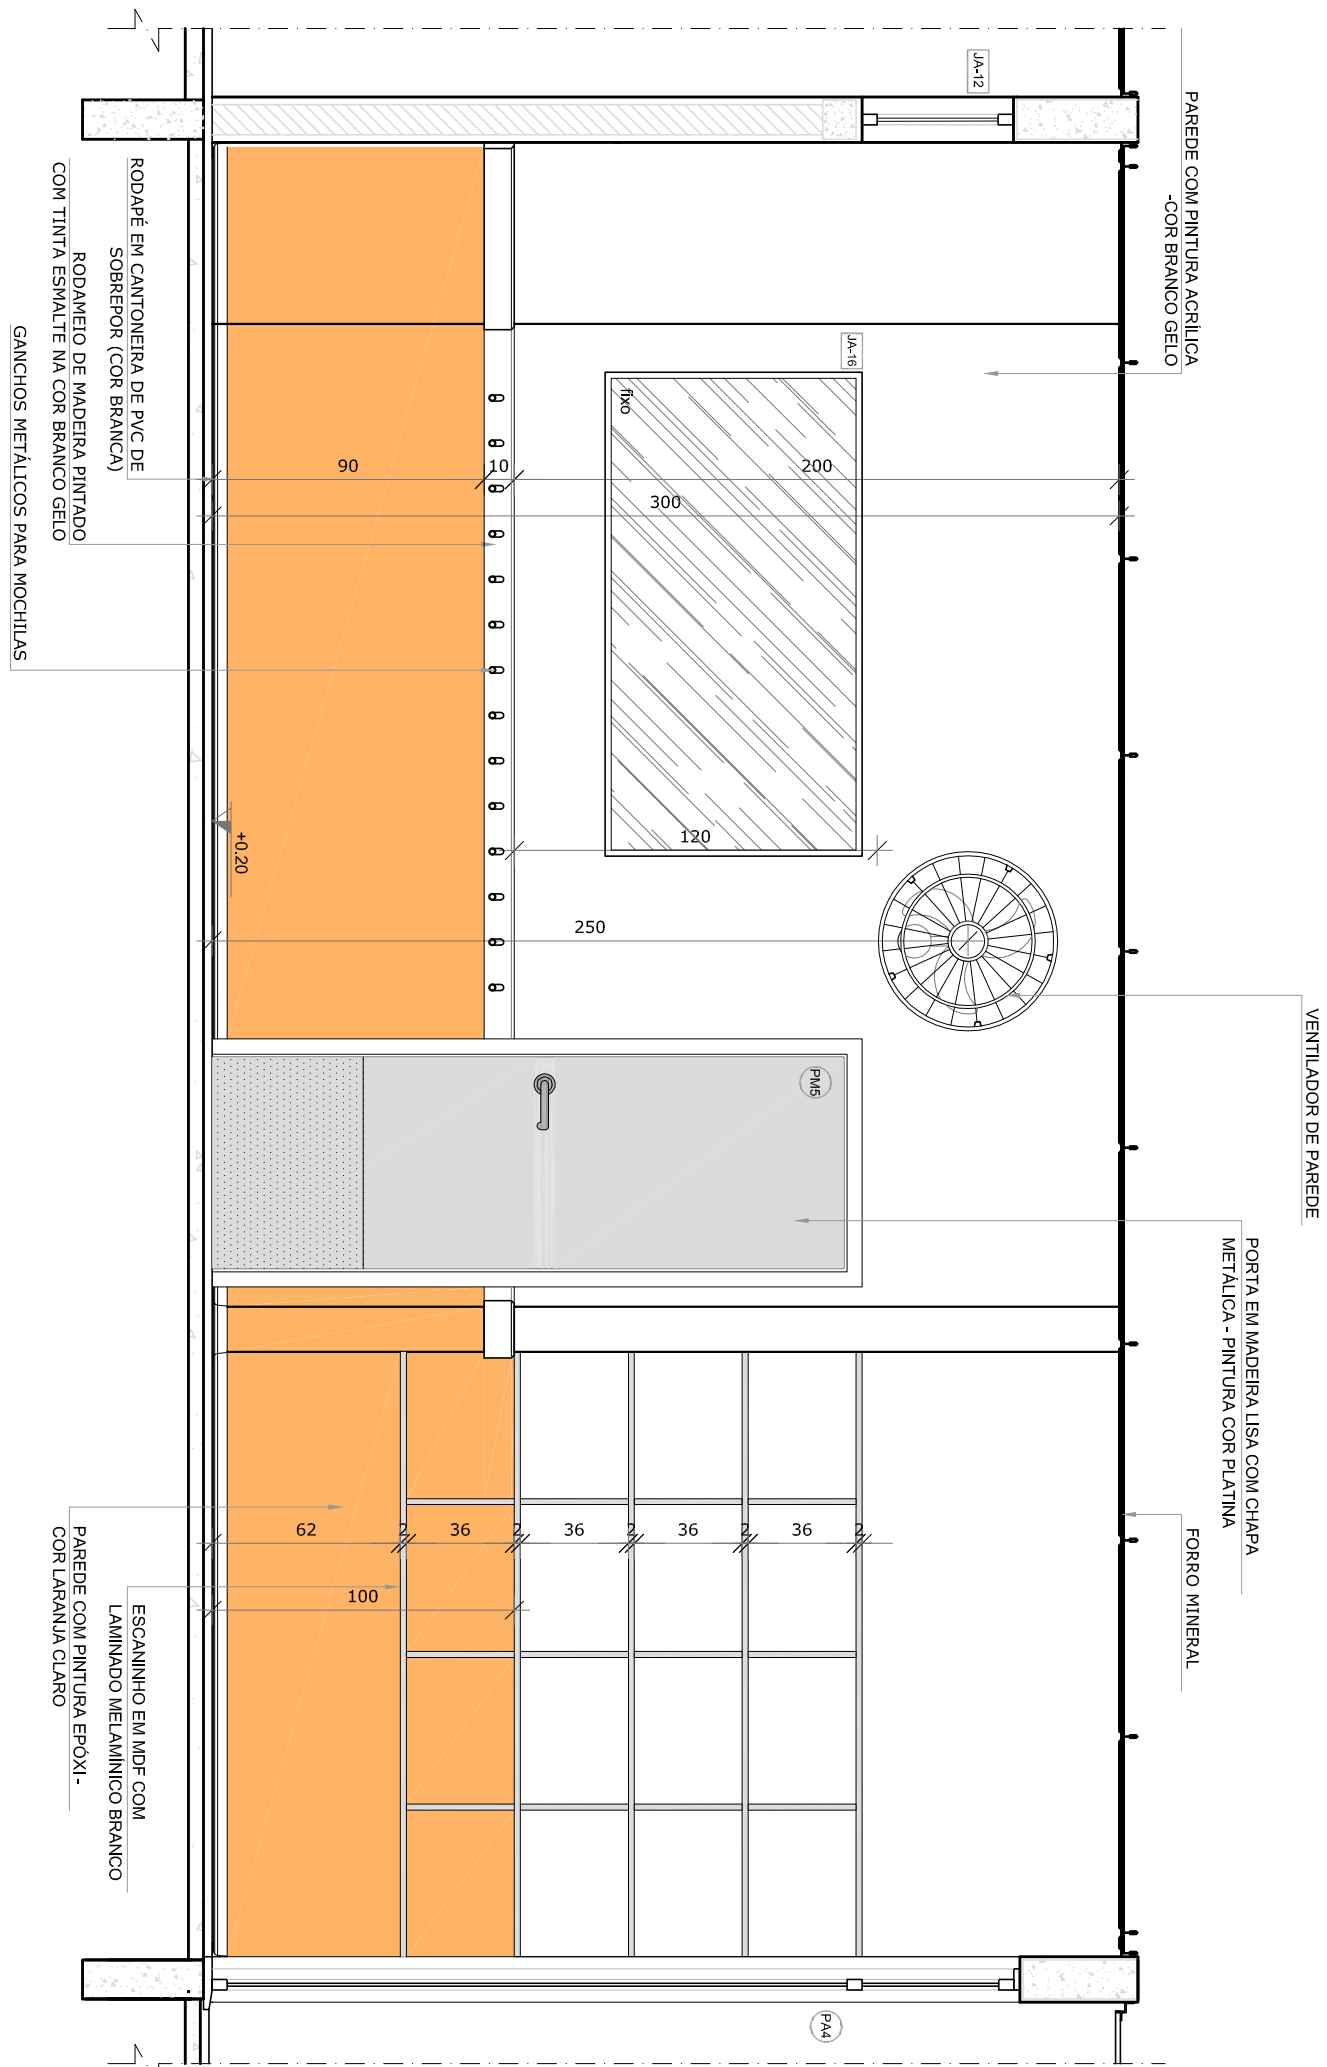 VENTILADOR DE PAREDE
PORTA EM MADEIRA LISA COM CHAPA
METÁLICA - PINTURA COR PLATINA
PAREDE COM PINTURA ACRÍLICA
-COR BRANCO GELO
FORRO MINERAL
JA-12
JA-16
fixo
PM5
PA4
200
300
120
250
10
90
+0.20
2
36
2
36
2
36
2
36
2
62
100
RODAPÉ EM CANTONEIRA DE PVC DE
SOBREPOR (COR BRANCA)
RODAMEIO DE MADEIRA PINTADO
COM TINTA ESMALTE NA COR BRANCO GELO
GANCHOS METÁLICOS PARA MOCHILAS
ESCANINHO EM MDF COM
LAMINADO MELAMÍNICO BRANCO
PAREDE COM PINTURA EPÓXI -
COR LARANJA CLARO